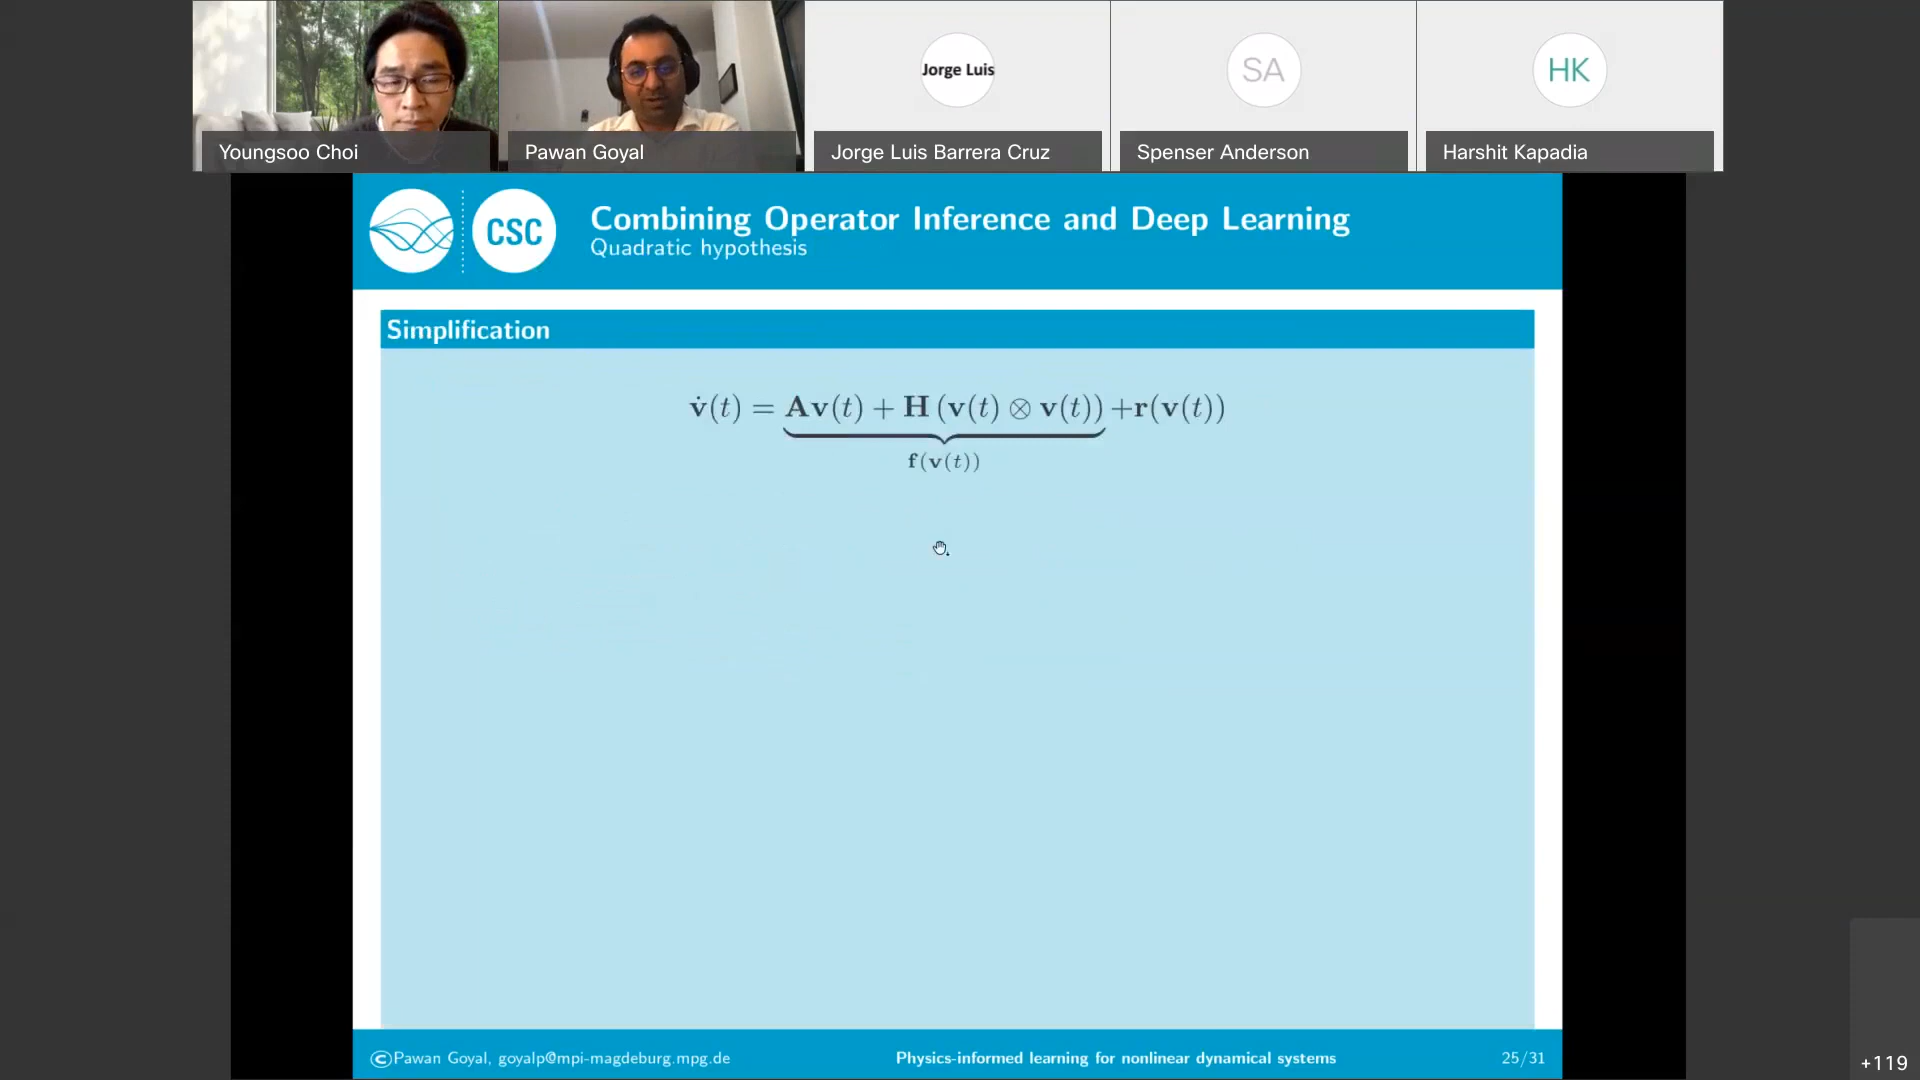 Youngsoo Choi
Pawan Goyal
Jorge Luis
Jorge Luis Barrera Cruz
SA
Spenser Anderson
HK
Harshit Kapadia
CSC
Combining Operator Inference and Deep Learning
Quadratic hypothesis
Simplification
v̇(t) = Av(t) + H (v(t) ⊗ v(t)) +r(v(t))
f(v(t))
©Pawan Goyal, goyalp@mpi-magdeburg.mpg.de
Physics-informed learning for nonlinear dynamical systems
25/31
+119